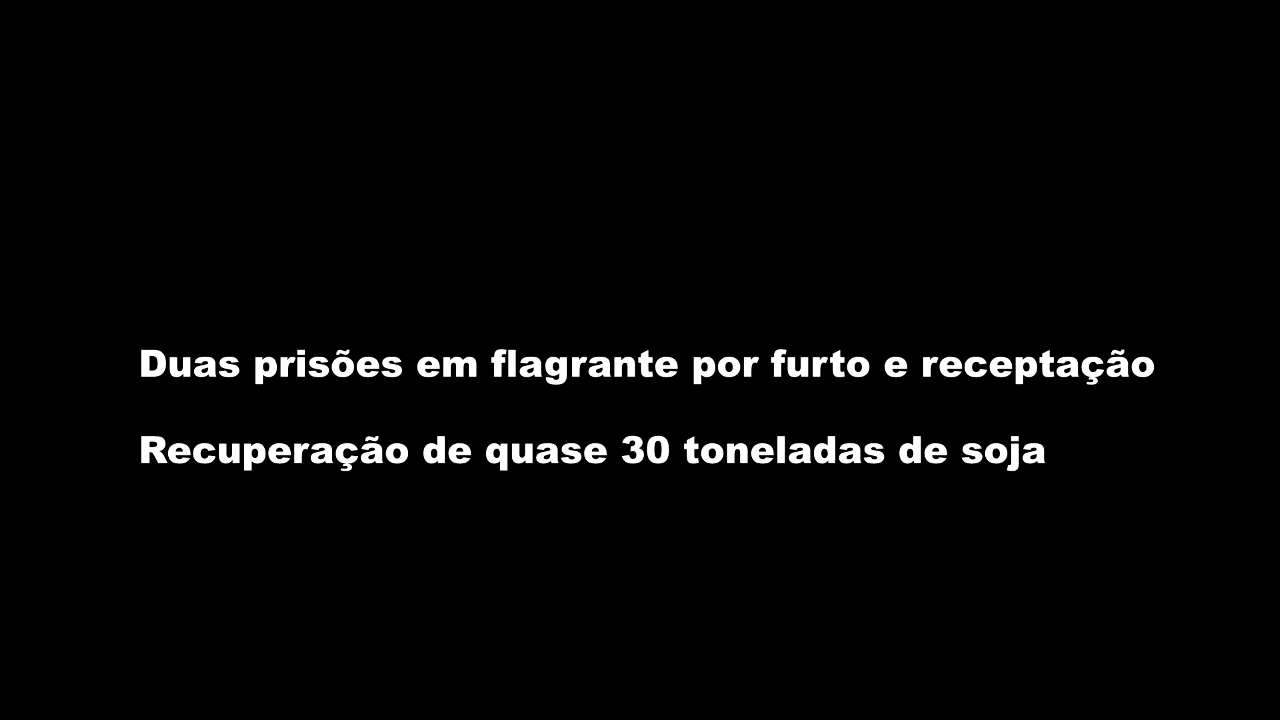 Duas prisões em flagrante por furto e receptação
Recuperação de quase 30 toneladas de soja